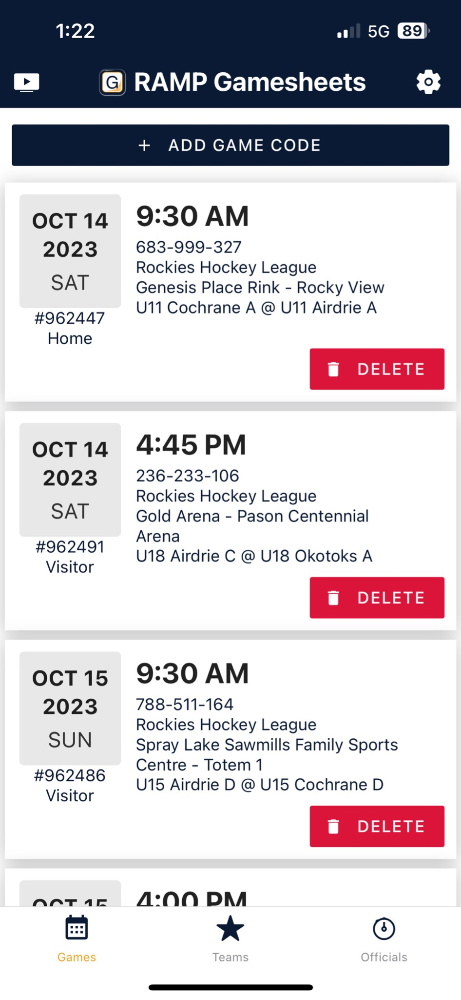 1:22
5G 89
G RAMP Gamesheets
+ ADD GAME CODE
OCT 14
2023
SAT
#962447
Home
9:30 AM
683-999-327
Rockies Hockey League
Genesis Place Rink - Rocky View
U11 Cochrane A @ U11 Airdrie A
DELETE
OCT 14
2023
SAT
#962491
Visitor
4:45 PM
236-233-106
Rockies Hockey League
Gold Arena - Pason Centennial
Arena
U18 Airdrie C @ U18 Okotoks A
DELETE
OCT 15
2023
SUN
#962486
Visitor
9:30 AM
788-511-164
Rockies Hockey League
Spray Lake Sawmills Family Sports
Centre - Totem 1
U15 Airdrie D @ U15 Cochrane D
DELETE
OCT 15
4:00 PM
Games
Teams
Officials